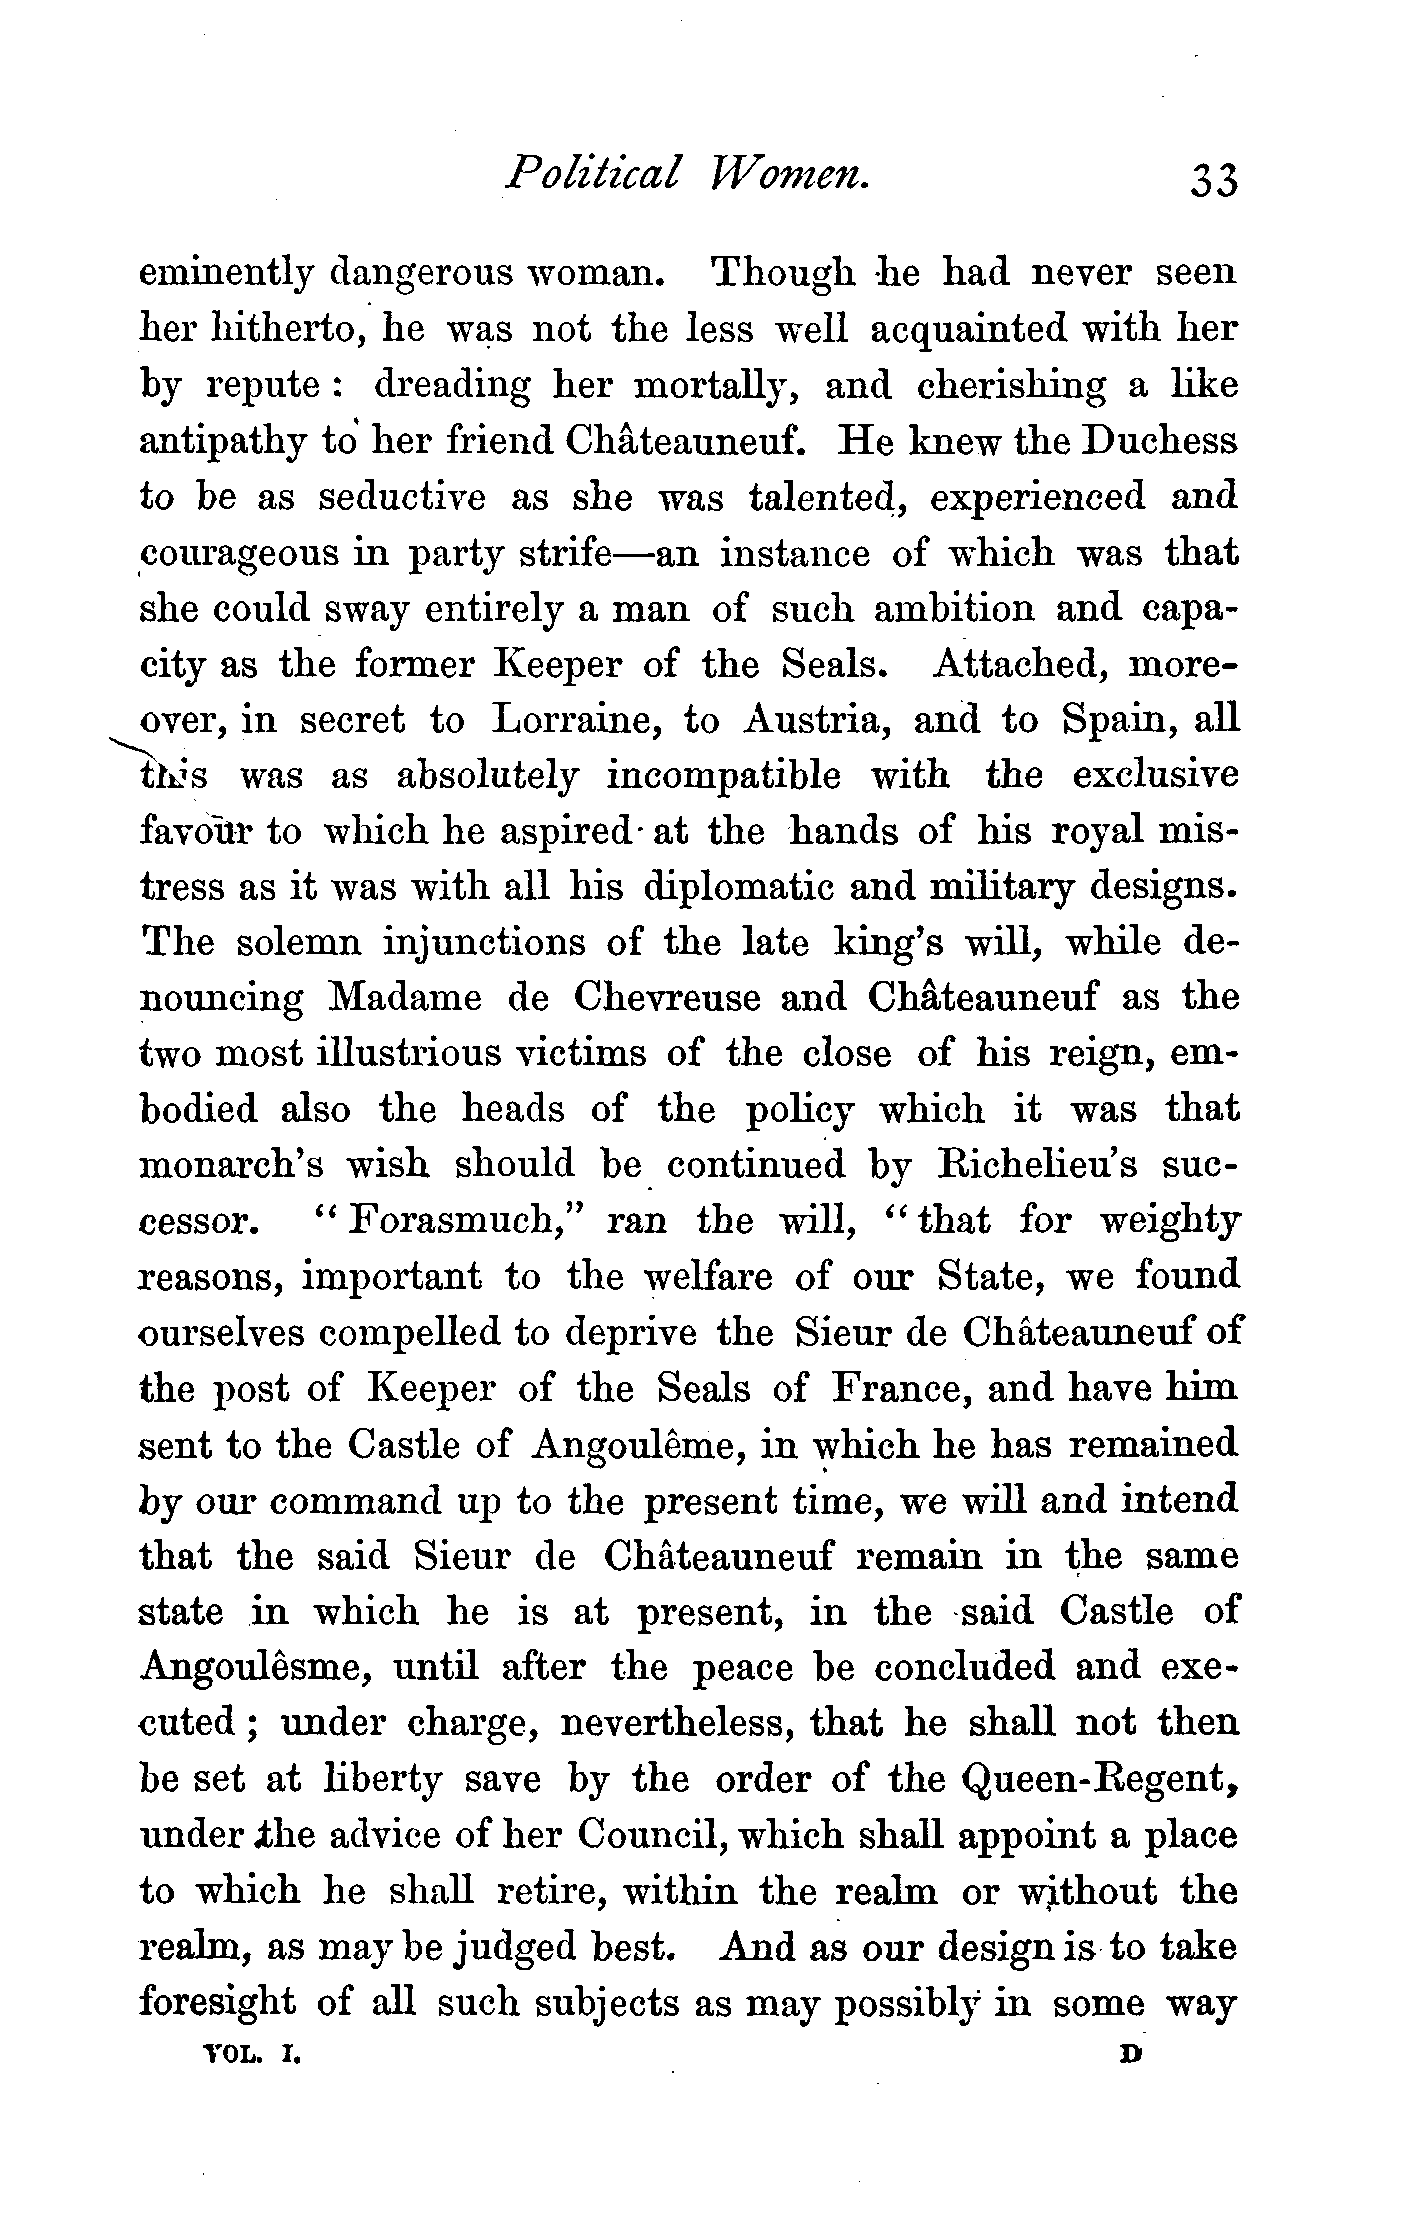 Political Women. 33
eminently dangerous woman. Though he had never seen
her hitherto, he was not the less well acquainted with her
by repute : dreading her mortally, and cherishing a like
antipathy to her friend Châteauneuf. He knew the Duchess
to be as seductive as she was talented, experienced and
courageous in party strife—an instance of which was that
she could sway entirely a man of such ambition and capa-
city as the former Keeper of the Seals. Attached, more-
over, in secret to Lorraine, to Austria, and to Spain, all
this was as absolutely incompatible with the exclusive
favour to which he aspired at the hands of his royal mis-
tress as it was with all his diplomatic and military designs.
The solemn injunctions of the late king's will, while de-
nouncing Madame de Chevreuse and Châteauneuf as the
two most illustrious victims of the close of his reign, em-
bodied also the heads of the policy which it was that
monarch's wish should be continued by Richelieu's suc-
cessor. “ Forasmuch,” ran the will, “ that for weighty
reasons, important to the welfare of our State, we found
ourselves compelled to deprive the Sieur de Châteauneuf of
the post of Keeper of the Seals of France, and have him
sent to the Castle of Angoulême, in which he has remained
by our command up to the present time, we will and intend
that the said Sieur de Châteauneuf remain in the same
state in which he is at present, in the said Castle of
Angoulêsme, until after the peace be concluded and exe-
cuted ; under charge, nevertheless, that he shall not then
be set at liberty save by the order of the Queen-Regent,
under the advice of her Council, which shall appoint a place
to which he shall retire, within the realm or without the
realm, as may be judged best. And as our design is to take
foresight of all such subjects as may possibly in some way
VOL. I. D